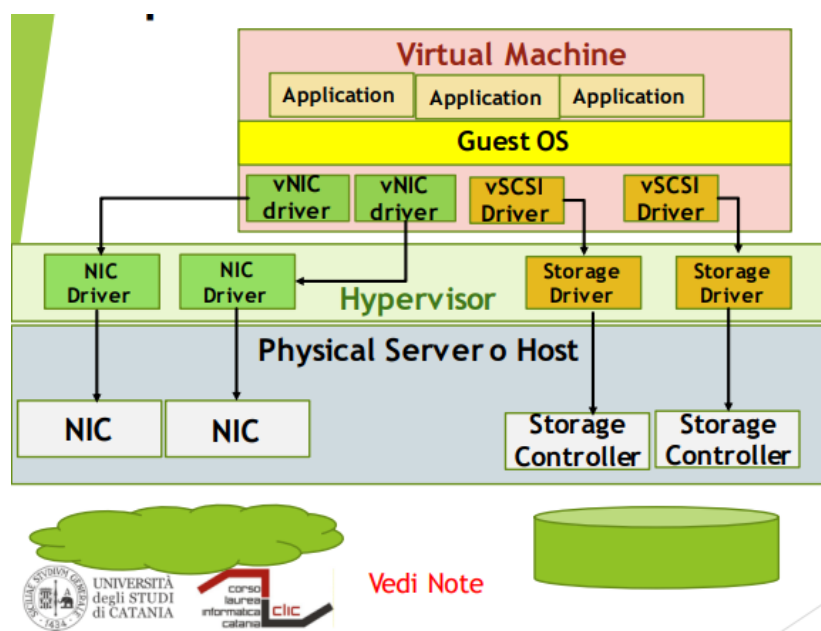 Virtual Machine
Application
Application
Application
Guest OS
vNIC
driver
vNIC
driver
vSCSI
Driver
vSCSI
Driver
NIC
Driver
NIC
Driver
Hypervisor
Storage
Driver
Storage
Driver
Physical Server o Host
NIC
NIC
Storage
Controller
Storage
Controller
UNIVERSITÀ
degli STUDI
di CATANIA
corso
laurea
informatica
catania
clic
Vedi Note
1434